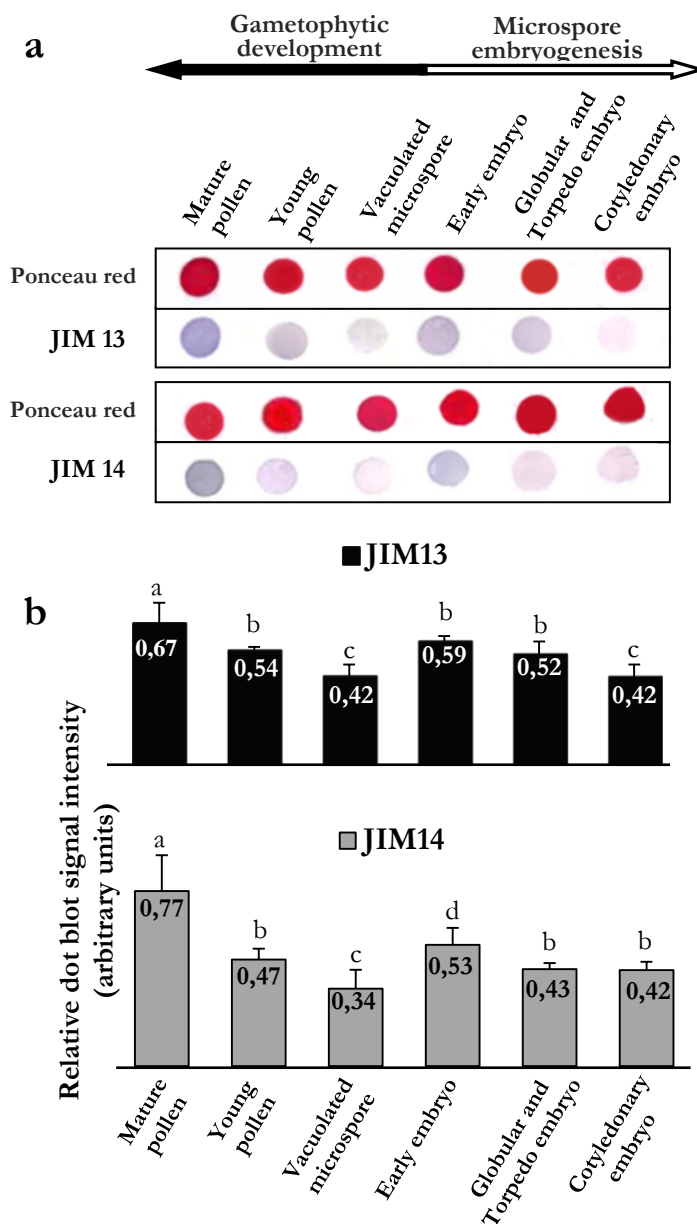 a
Gametophytic
development
Microspore
embryogenesis
Mature
pollen
Young
pollen
Vacuolated
microspore
Early embryo
Globular and
Torpedo embryo
Cotyledonary
embryo
Ponceau red
JIM 13
Ponceau red
JIM 14
b
JIM13
a
b
c
b
b
c
0,67
0,54
0,42
0,59
0,52
0,42
Relative dot blot signal intensity
(arbitrary units)
JIM14
a
b
c
d
b
b
0,77
0,47
0,34
0,53
0,43
0,42
Mature
pollen
Young
pollen
Vacuolated
microspore
Early embryo
Globular and
Torpedo embryo
Cotyledonary
embryo